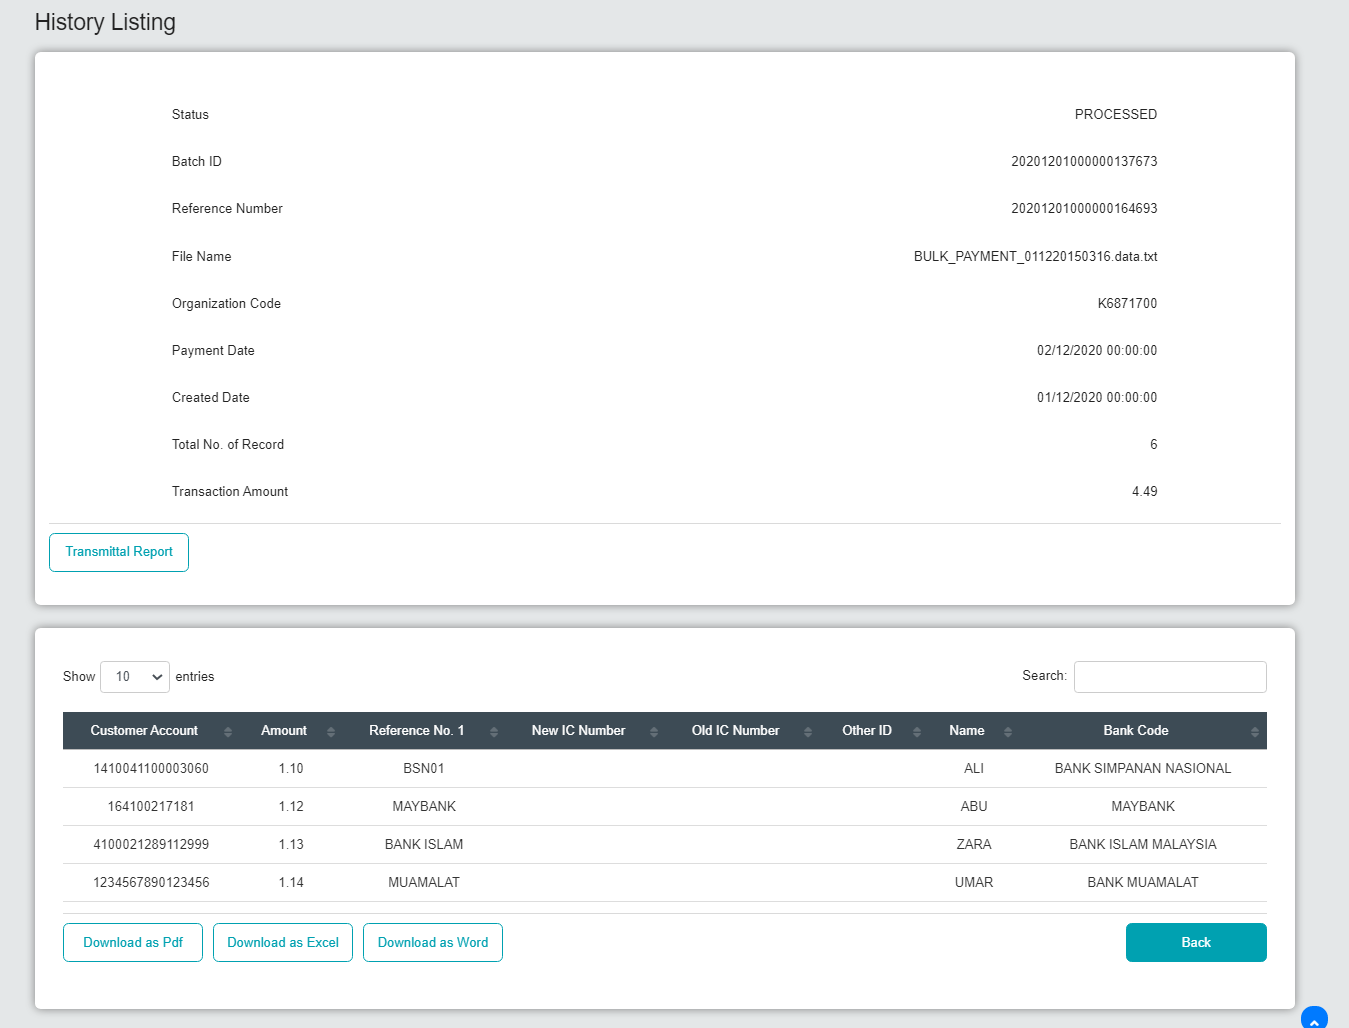 History Listing
Status PROCESSED
Batch ID 20201201000000137673
Reference Number 20201201000000164693
File Name BULK_PAYMENT_011220150316.data.txt
Organization Code K6871700
Payment Date 02/12/2020 00:00:00
Created Date 01/12/2020 00:00:00
Total No. of Record 6
Transaction Amount 4.49
Transmittal Report
Show 10 entries Search:
Customer Account Amount Reference No. 1 New IC Number Old IC Number Other ID Name Bank Code
1410041100003060 1.10 BSN01 ALI BANK SIMPANAN NASIONAL
164100217181 1.12 MAYBANK ABU MAYBANK
4100021289112999 1.13 BANK ISLAM ZARA BANK ISLAM MALAYSIA
1234567890123456 1.14 MUAMALAT UMAR BANK MUAMALAT
Download as Pdf Download as Excel Download as Word Back